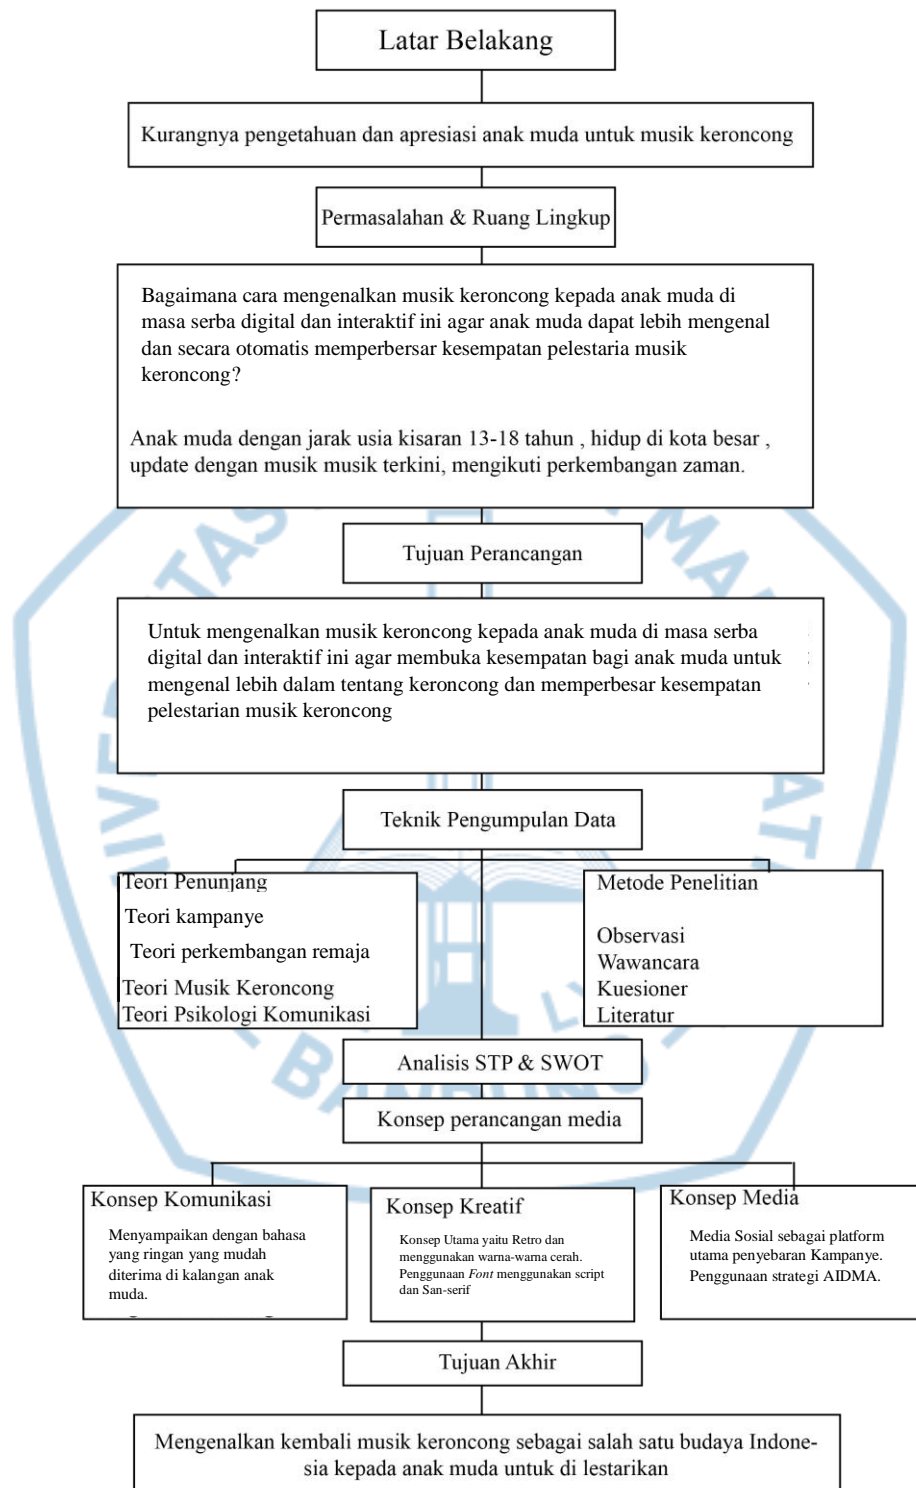 Latar Belakang
Kurangnya pengetahuan dan apresiasi anak muda untuk musik keroncong
Permasalahan & Ruang Lingkup
Bagaimana cara mengenalkan musik keroncong kepada anak muda di
masa serba digital dan interaktif ini agar anak muda dapat lebih mengenal
dan secara otomatis memperbersar kesempatan pelestaria musik
keroncong?
Anak muda dengan jarak usia kisaran 13-18 tahun , hidup di kota besar ,
update dengan musik musik terkini, mengikuti perkembangan zaman.
Tujuan Perancangan
Untuk mengenalkan musik keroncong kepada anak muda di masa serba
digital dan interaktif ini agar membuka kesempatan bagi anak muda untuk
mengenal lebih dalam tentang keroncong dan memperbesar kesempatan
pelestarian musik keroncong
Teknik Pengumpulan Data
Teori Penunjang
Teori kampanye
Teori perkembangan remaja
Teori Musik Keroncong
Teori Psikologi Komunikasi
Metode Penelitian
Observasi
Wawancara
Kuesioner
Literatur
Analisis STP & SWOT
Konsep perancangan media
Konsep Komunikasi
Menyampaikan dengan bahasa
yang ringan yang mudah
diterima di kalangan anak
muda.
Konsep Kreatif
Konsep Utama yaitu Retro dan
menggunakan warna-warna cerah.
Penggunaan Font menggunakan script
dan San-serif
Konsep Media
Media Sosial sebagai platform
utama penyebaran Kampanye.
Penggunaan strategi AIDMA.
Tujuan Akhir
Mengenalkan kembali musik keroncong sebagai salah satu budaya Indone-
sia kepada anak muda untuk di lestarikan
BANDUNG